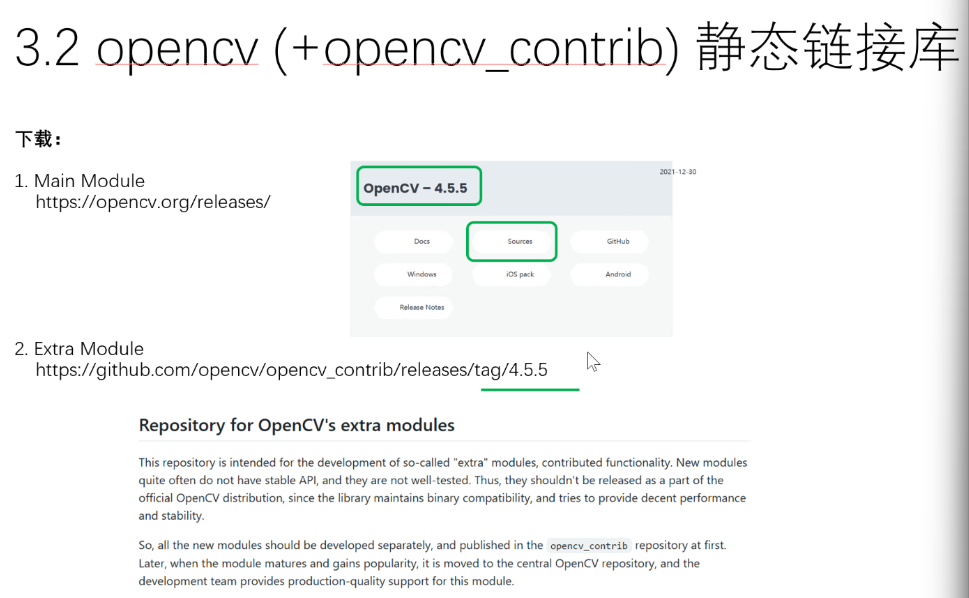 3.2 opencv (+opencv_contrib) 静态链接库
下载：
1. Main Module
https://opencv.org/releases/
OpenCV – 4.5.5
2021-12-30
Docs
Sources
GitHub
Windows
iOS pack
Android
Release Notes
2. Extra Module
https://github.com/opencv/opencv_contrib/releases/tag/4.5.5
Repository for OpenCV's extra modules
This repository is intended for the development of so-called "extra" modules, contributed functionality. New modules
quite often do not have stable API, and they are not well-tested. Thus, they shouldn't be released as a part of the
official OpenCV distribution, since the library maintains binary compatibility, and tries to provide decent performance
and stability.
So, all the new modules should be developed separately, and published in the opencv_contrib repository at first.
Later, when the module matures and gains popularity, it is moved to the central OpenCV repository, and the
development team provides production-quality support for this module.